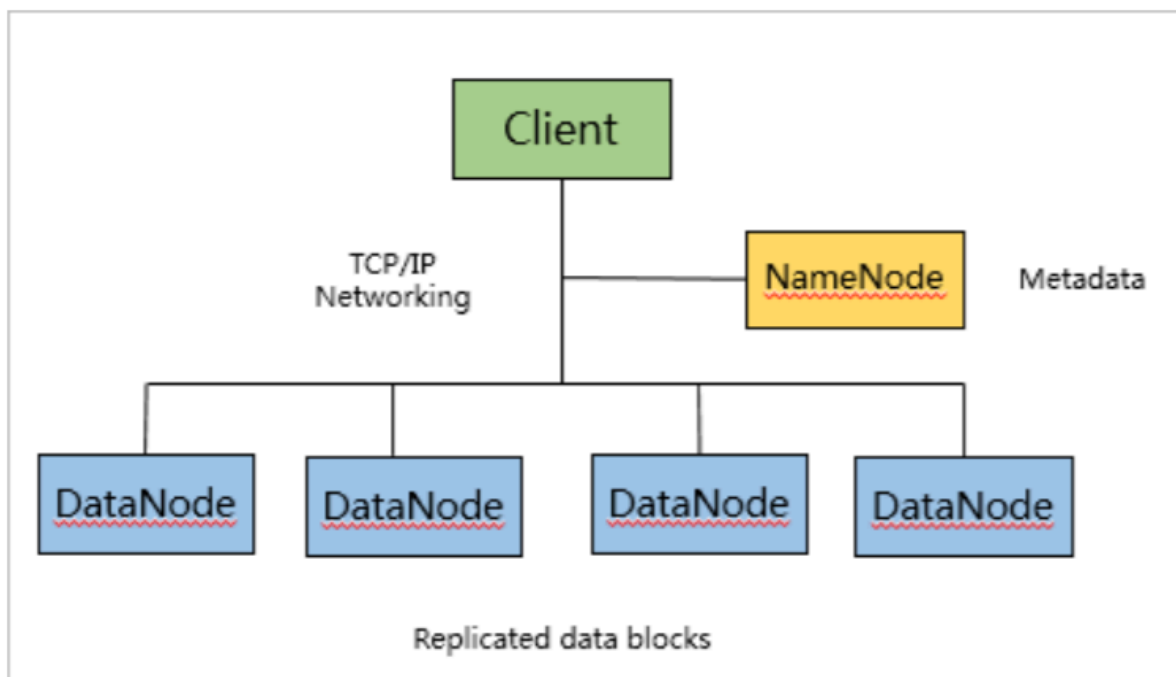 Client
TCP/IP
Networking
NameNode
Metadata
DataNode
DataNode
DataNode
DataNode
Replicated data blocks